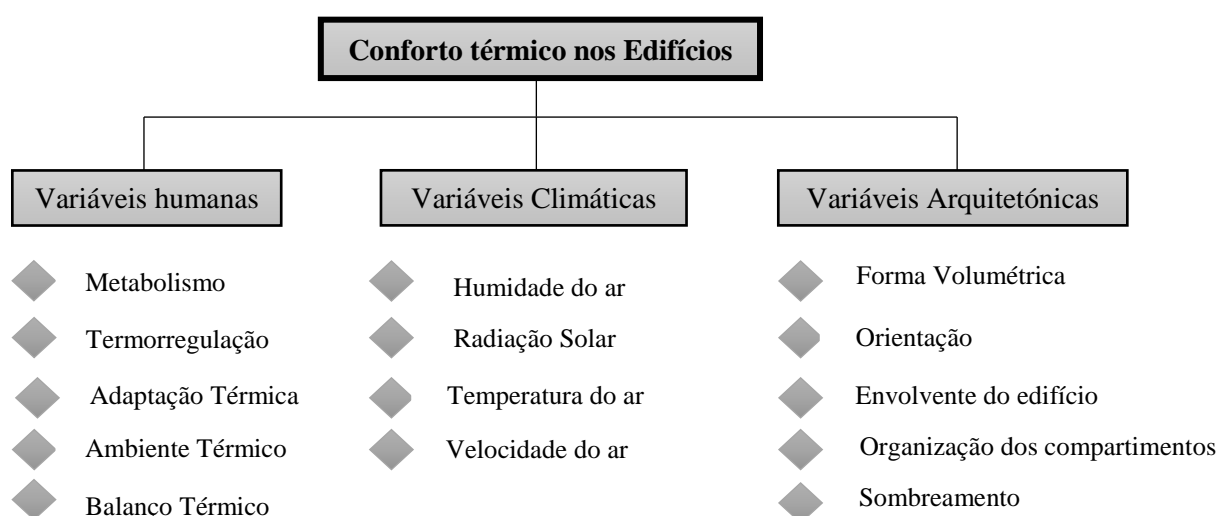 Conforto térmico nos Edifícios
Variáveis humanas
Metabolismo
Termorregulação
Adaptação Térmica
Ambiente Térmico
Balanço Térmico
Variáveis Climáticas
Humidade do ar
Radiação Solar
Temperatura do ar
Velocidade do ar
Variáveis Arquitetónicas
Forma Volumétrica
Orientação
Envolvente do edifício
Organização dos compartimentos
Sombreamento